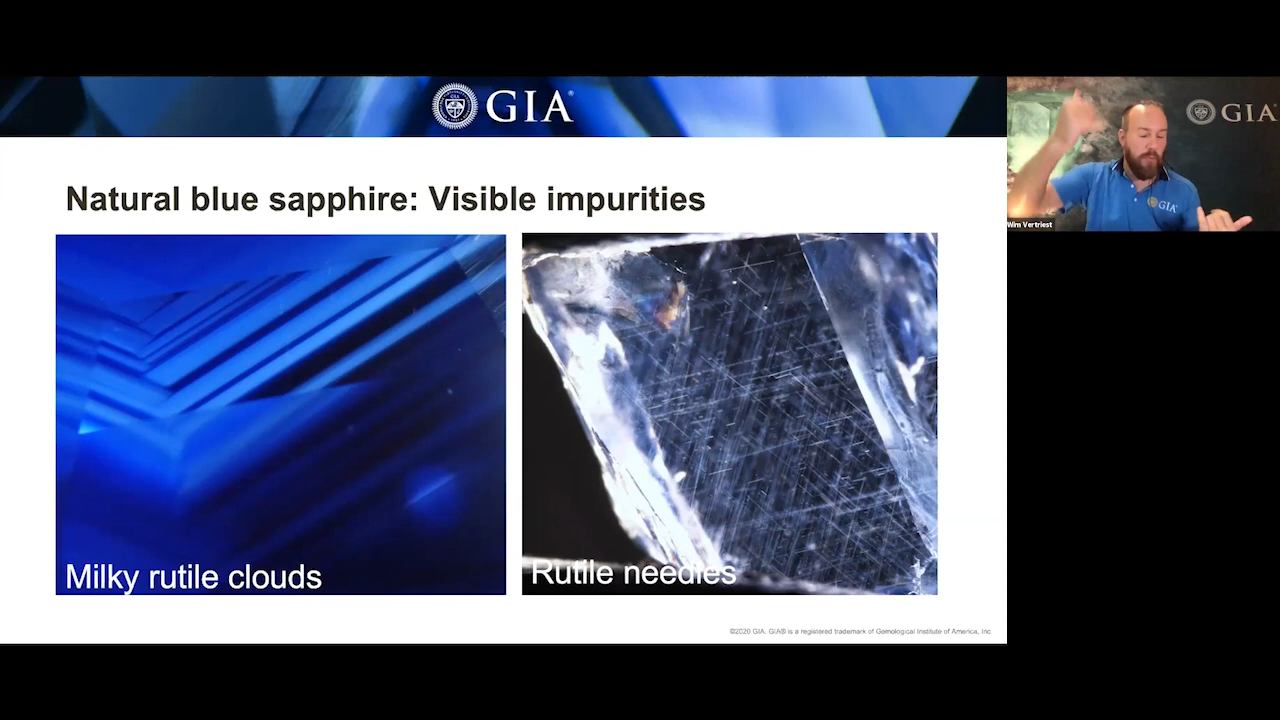 GIA®
Natural blue sapphire: Visible impurities
Milky rutile clouds
Rutile needles
©2020 GIA. GIA® is a registered trademark of Gemological Institute of America, Inc
GIA
GIA
Wim Vertriest